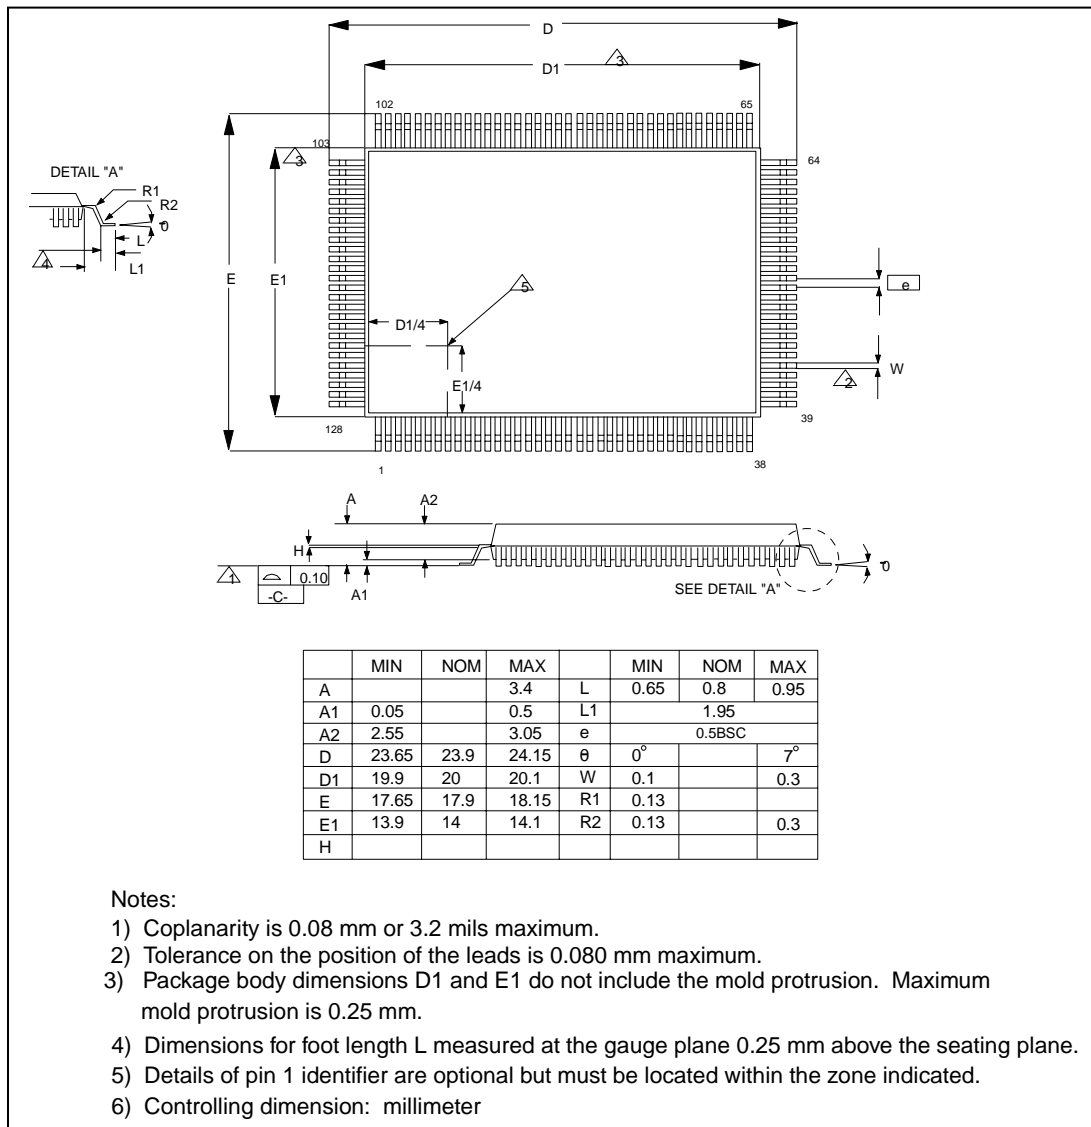 D
D1
3
102
65
103
3
64
DETAIL "A"
R1
R2
0
L
4
L1
E
E1
5
e
D1/4
E1/4
W
2
128
39
1
38
A
A2
H
1
0.10
-C-
A1
SEE DETAIL "A"
0
MIN NOM MAX MIN NOM MAX
A 3.4 L 0.65 0.8 0.95
A1 0.05 0.5 L1 1.95
A2 2.55 3.05 e 0.5BSC
D 23.65 23.9 24.15 θ 0° 7°
D1 19.9 20 20.1 W 0.1 0.3
E 17.65 17.9 18.15 R1 0.13
E1 13.9 14 14.1 R2 0.13 0.3
H
Notes:
1) Coplanarity is 0.08 mm or 3.2 mils maximum.
2) Tolerance on the position of the leads is 0.080 mm maximum.
3) Package body dimensions D1 and E1 do not include the mold protrusion. Maximum
mold protrusion is 0.25 mm.
4) Dimensions for foot length L measured at the gauge plane 0.25 mm above the seating plane.
5) Details of pin 1 identifier are optional but must be located within the zone indicated.
6) Controlling dimension: millimeter